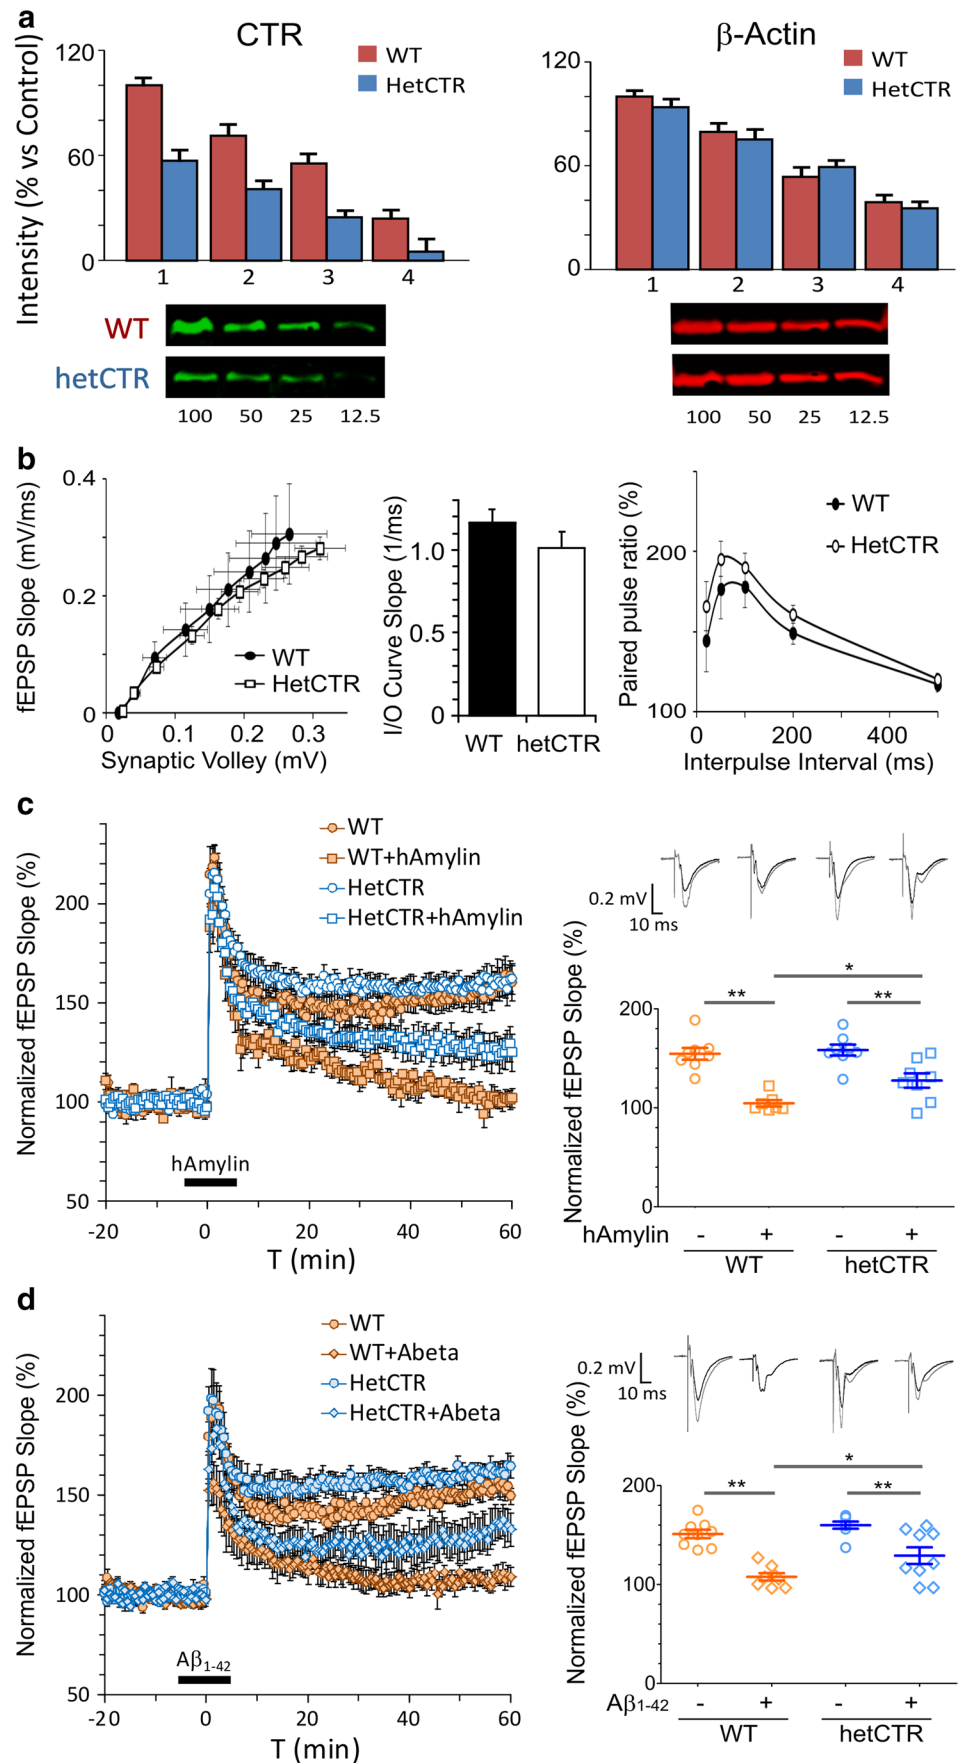 a
CTR
β-Actin
Intensity (% vs Control)
120
60
0
WT
HetCTR
1 2 3 4
120
60
0
WT
HetCTR
1 2 3 4
WT
hetCTR
100 50 25 12.5
100 50 25 12.5
b
fEPSP Slope (mV/ms)
0.4
0.2
0
WT
HetCTR
0 0.1 0.2 0.3
Synaptic Volley (mV)
I/O Curve Slope (1/ms)
1.0
0.5
0
WT hetCTR
Paired pulse ratio (%)
200
100
WT
HetCTR
0 200 400
Interpulse Interval (ms)
c
Normalized fEPSP Slope (%)
200
150
100
50
WT
WT+hAmylin
HetCTR
HetCTR+hAmylin
hAmylin
-20 0 20 40 60
T (min)
0.2 mV
10 ms
Normalized fEPSP Slope (%)
*
** **
200
100
0
hAmylin - + - +
WT hetCTR
d
Normalized fEPSP Slope (%)
200
150
100
50
WT
WT+Abeta
HetCTR
HetCTR+Abeta
Aβ1-42
-20 0 20 40 60
T (min)
0.2 mV
10 ms
Normalized fEPSP Slope (%)
*
** **
200
100
0
Aβ1-42 - + - +
WT hetCTR